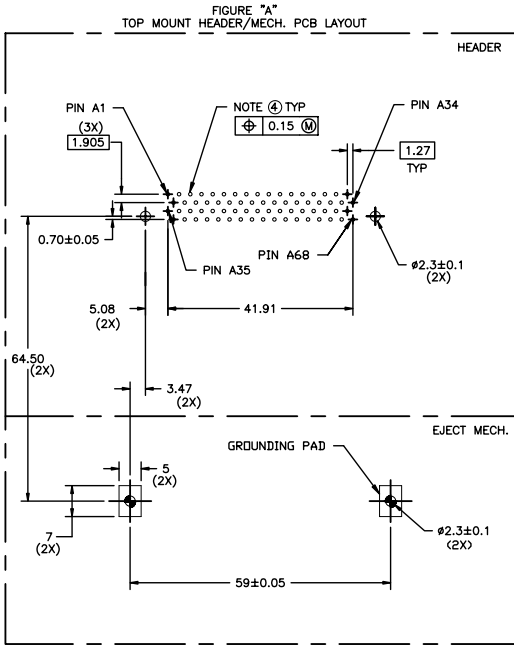 FIGURE "A"
TOP MOUNT HEADER/MECH. PCB LAYOUT
HEADER
PIN A1
NOTE ④ TYP
PIN A34
(3X)
1.905
⌖ 0.15 Ⓜ
1.27
TYP
0.70±0.05
PIN A35
PIN A68
ø2.3±0.1
(2X)
5.08
(2X)
41.91
64.50
(2X)
3.47
(2X)
EJECT MECH.
GROUNDING PAD
5
(2X)
7
(2X)
ø2.3±0.1
(2X)
59±0.05